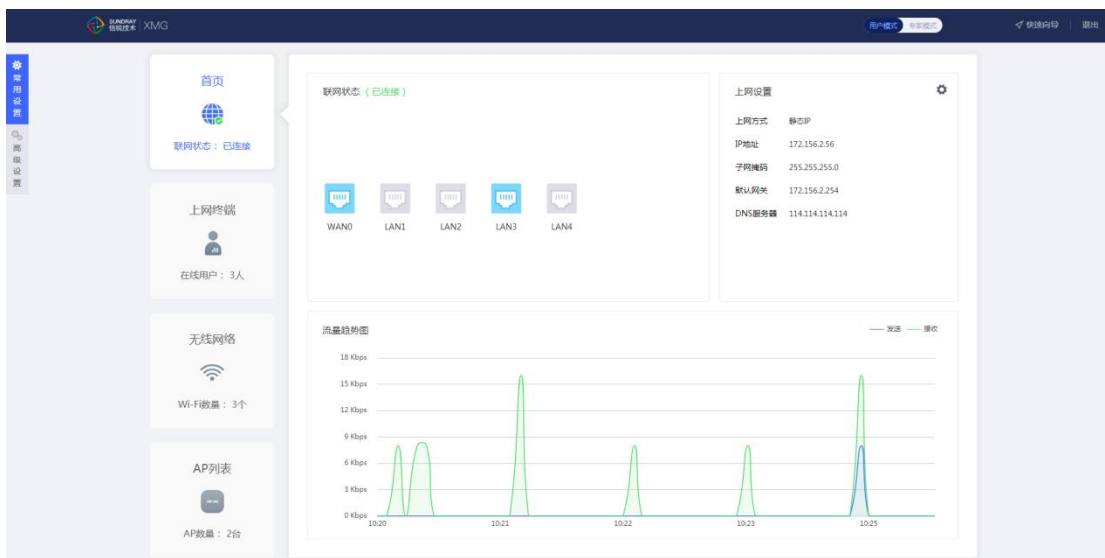 SUNDRAY
信锐技术
XMG
用户模式
专家模式
快速向导
退出
常用设置
高级设置
首页
联网状态： 已连接
上网终端
在线用户： 3人
无线网络
Wi-Fi数量： 3个
AP列表
AP数量： 2台
联网状态 （ 已连接 ）
WAN0 LAN1 LAN2 LAN3 LAN4
上网设置
上网方式 静态IP
IP地址 172.156.2.56
子网掩码 255.255.255.0
默认网关 172.156.2.254
DNS服务器 114.114.114.114
流量趋势图
发送 接收
18 Kbps
15 Kbps
12 Kbps
9 Kbps
6 Kbps
3 Kbps
0 Kbps
10:20 10:21 10:22 10:23 10:25